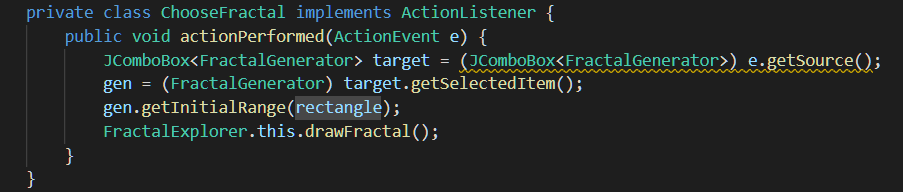 private class ChooseFractal implements ActionListener {
    public void actionPerformed(ActionEvent e) {
        JComboBox<FractalGenerator> target = (JComboBox<FractalGenerator>) e.getSource();
        gen = (FractalGenerator) target.getSelectedItem();
        gen.getInitialRange(rectangle);
        FractalExplorer.this.drawFractal();
    }
}